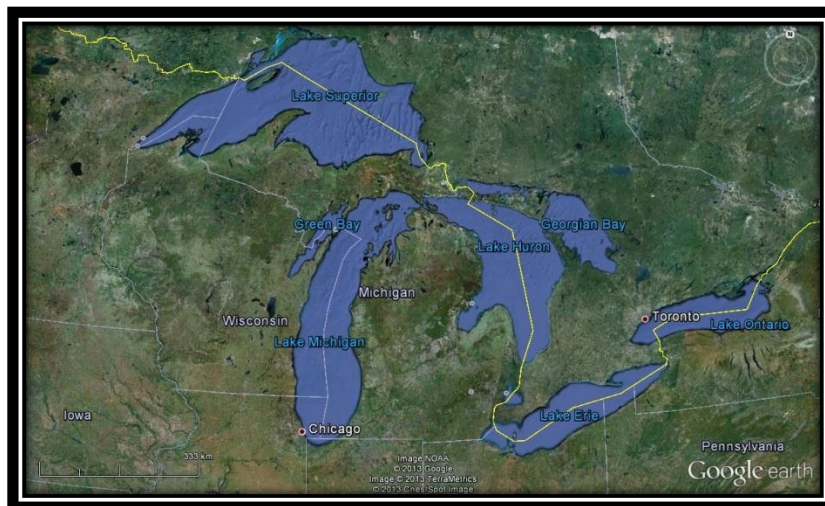 N
Lake Superior
Green Bay
Georgian Bay
Lake Huron
Michigan
Wisconsin
Toronto
Lake Ontario
Lake Michigan
Iowa
Lake Erie
Chicago
Pennsylvania
333 km
Image NOAA
© 2013 Google
Image © 2013 TerraMetrics
© 2013 Cnes/Spot Image
Google earth